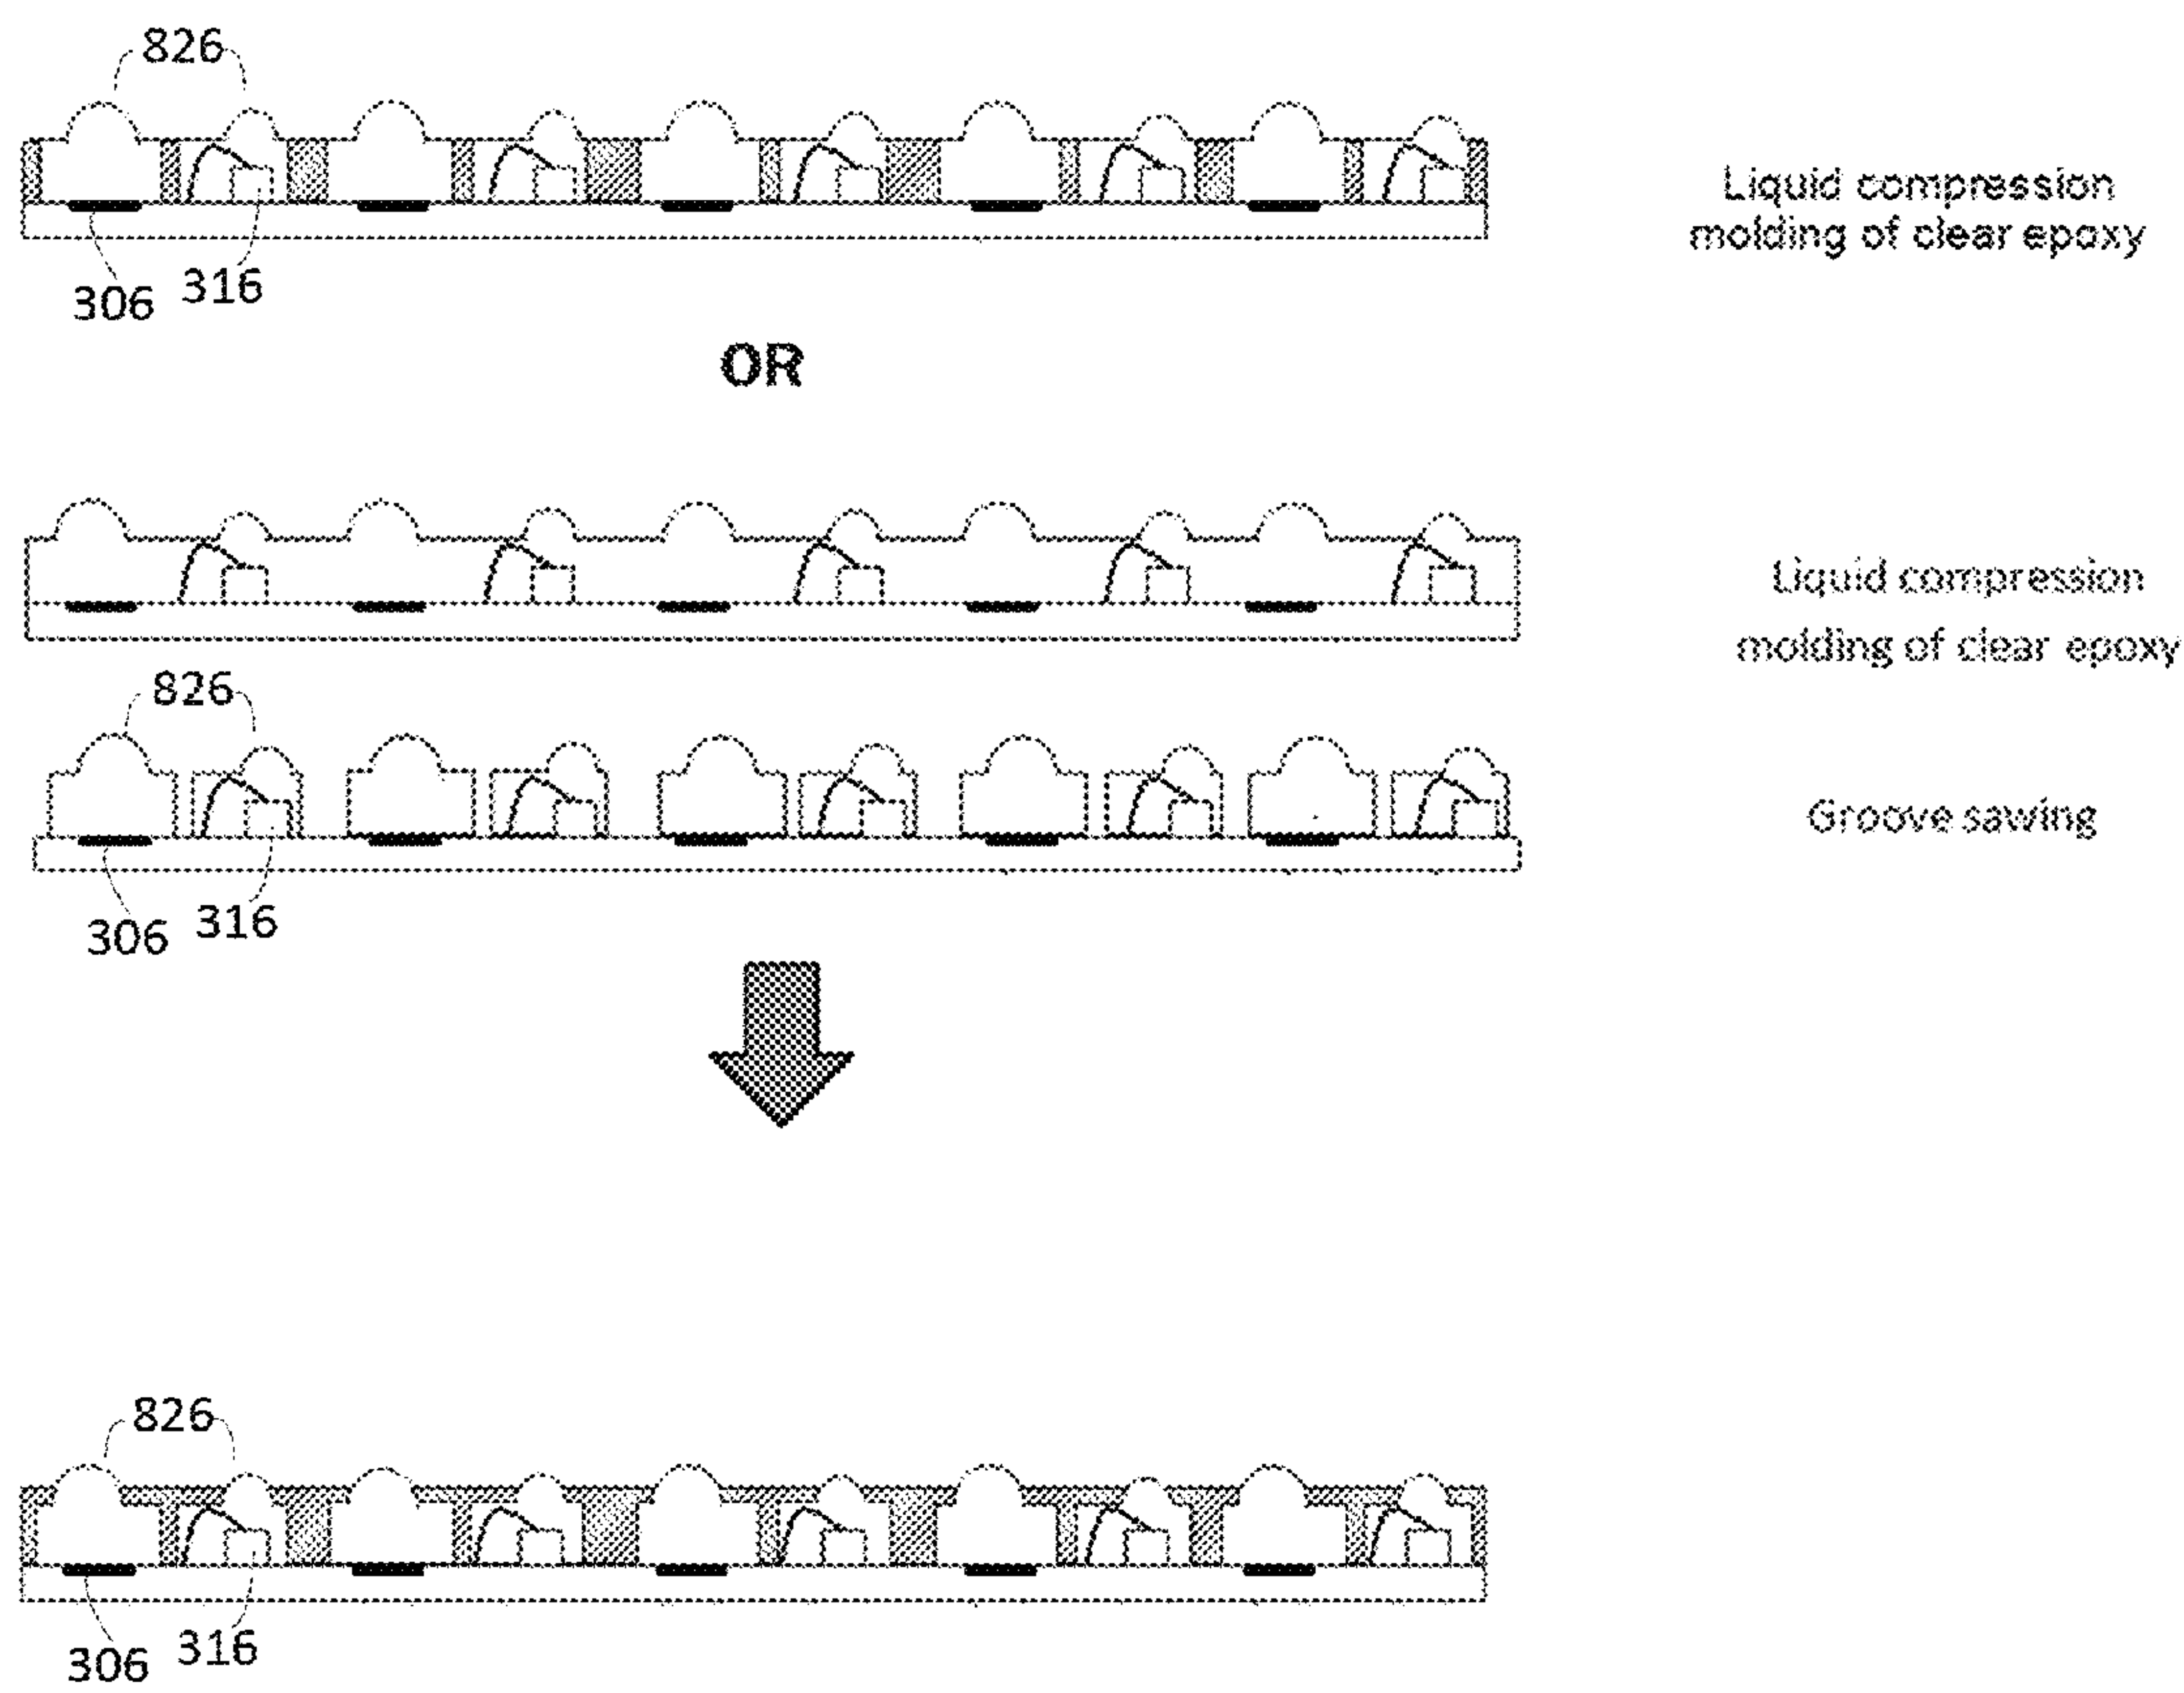 826
Liquid compression
molding of clear epoxy
306 316
OR
Liquid compression
molding of clear epoxy
826
Groove sawing
306 316
826
306 316